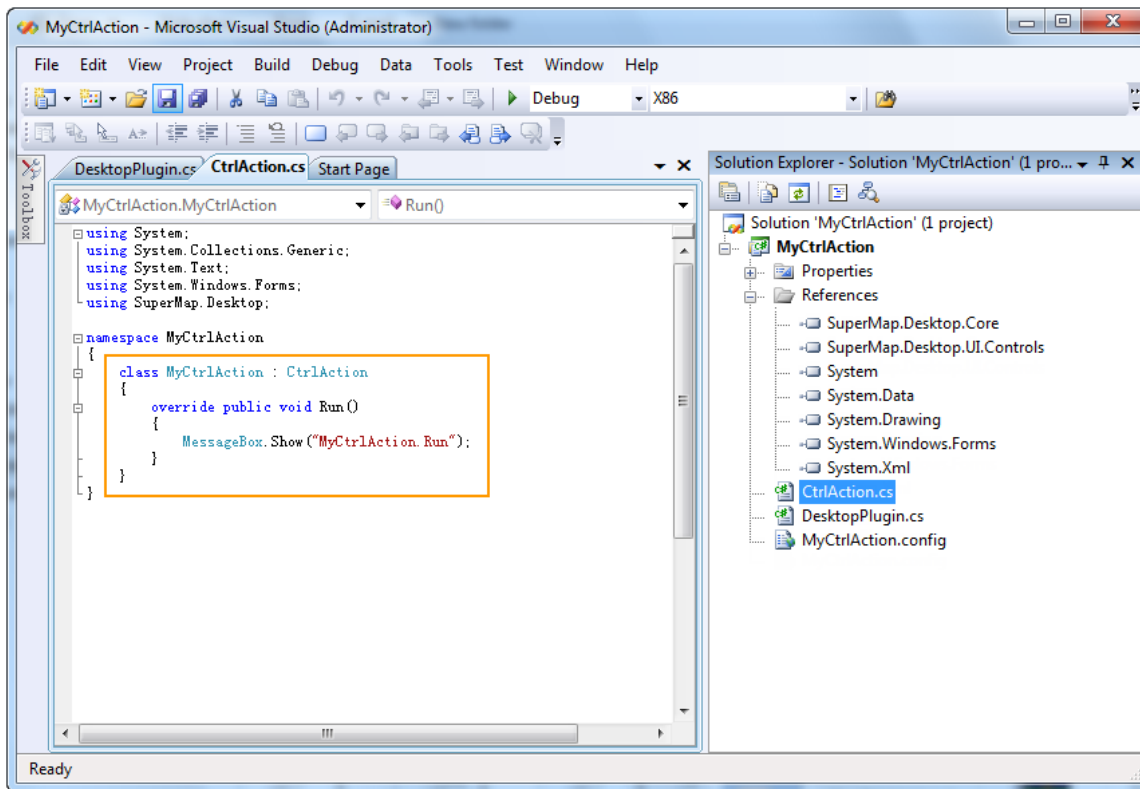 MyCtrlAction - Microsoft Visual Studio (Administrator)
File Edit View Project Build Debug Data Tools Test Window Help
Debug X86
Toolbox
DesktopPlugin.cs CtrlAction.cs Start Page
MyCtrlAction.MyCtrlAction Run()
using System;
using System.Collections.Generic;
using System.Text;
using System.Windows.Forms;
using SuperMap.Desktop;
namespace MyCtrlAction
{
class MyCtrlAction : CtrlAction
{
override public void Run()
{
MessageBox.Show("MyCtrlAction.Run");
}
}
}
Solution Explorer - Solution 'MyCtrlAction' (1 pro...
Solution 'MyCtrlAction' (1 project)
MyCtrlAction
Properties
References
SuperMap.Desktop.Core
SuperMap.Desktop.UI.Controls
System
System.Data
System.Drawing
System.Windows.Forms
System.Xml
CtrlAction.cs
DesktopPlugin.cs
MyCtrlAction.config
Ready